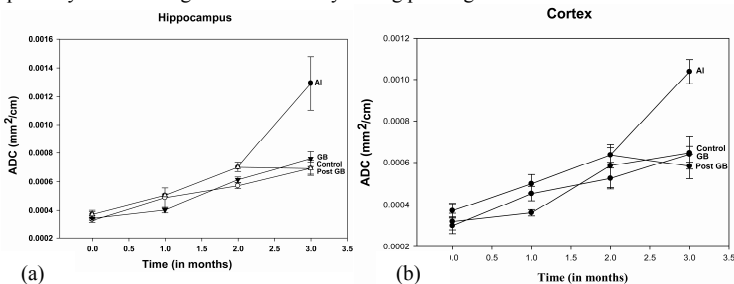 Hippocampus
ADC (mm2/cm)
0.0016
0.0014
0.0012
0.0010
0.0008
0.0006
0.0004
0.0002
Al
GB
Control
Post GB
0.0 0.5 1.0 1.5 2.0 2.5 3.0 3.5
Time (in months)
(a)
Cortex
ADC (mm2/cm)
0.0012
0.0010
0.0008
0.0006
0.0004
0.0002
Al
Control
GB
Post GB
0.5 1.0 1.5 2.0 2.5 3.0 3.5
Time (in months)
(b)